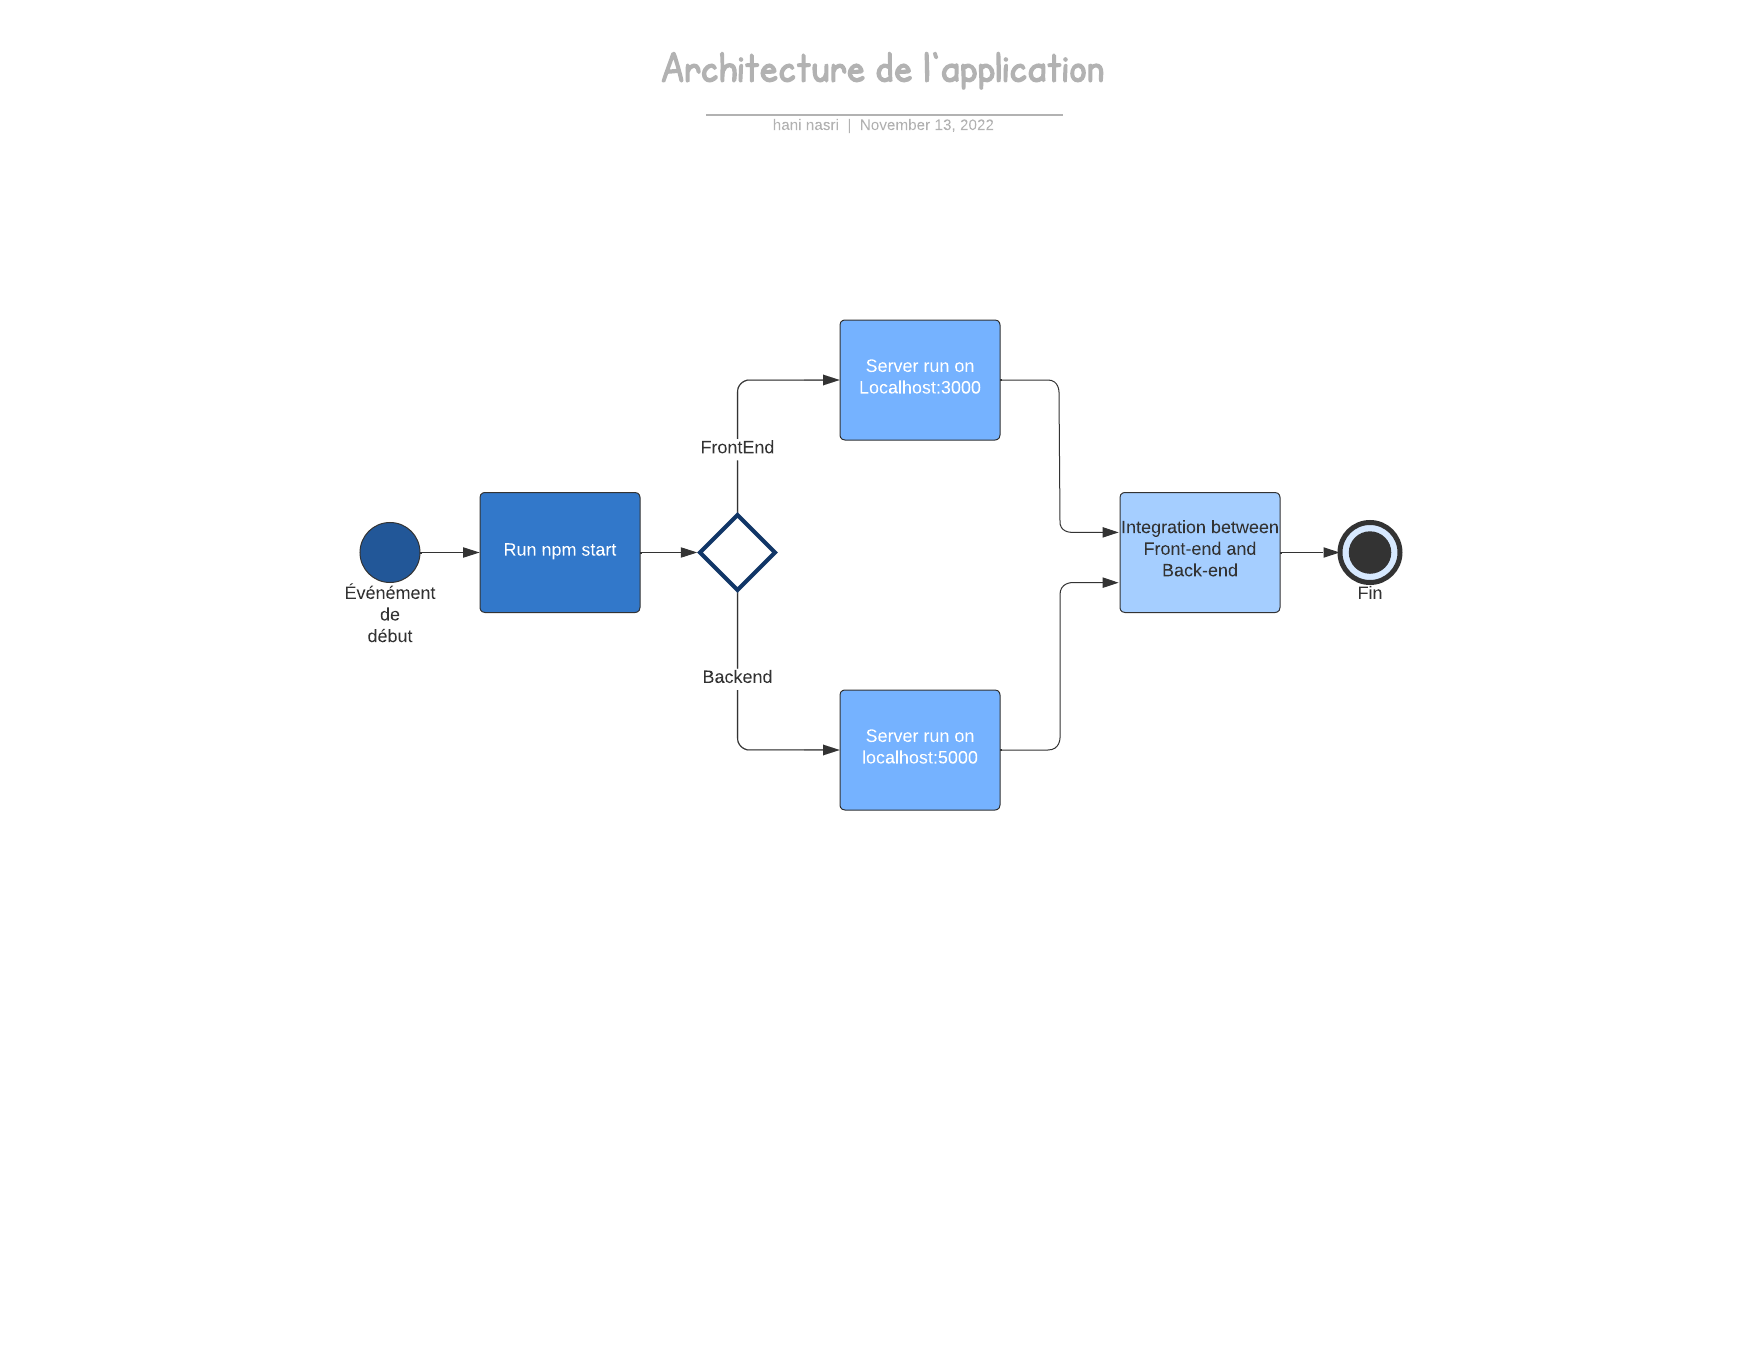 Architecture de l'application
hani nasri | November 13, 2022
Server run on
Localhost:3000
FrontEnd
Événément
de
début
Run npm start
Integration between
Front-end and
Back-end
Fin
Backend
Server run on
localhost:5000